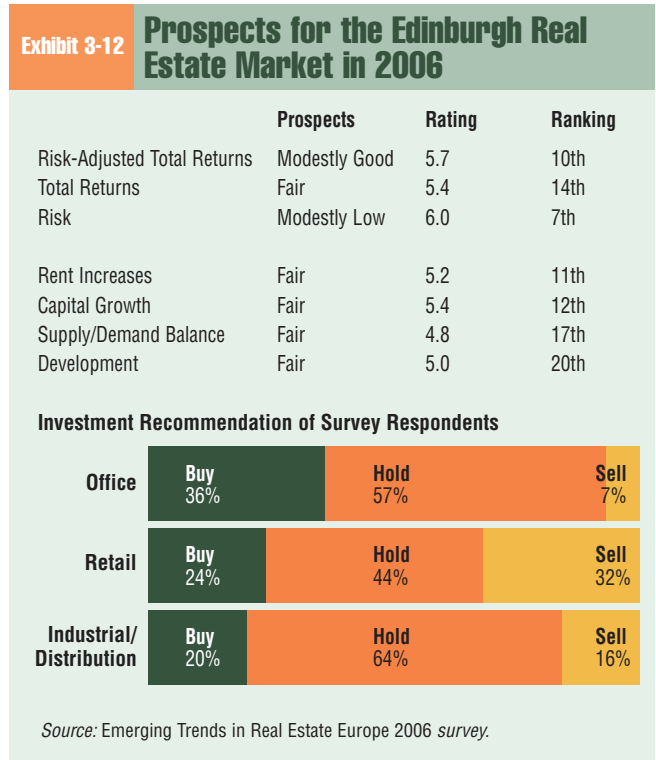 Exhibit 3-12
Prospects for the Edinburgh Real
Estate Market in 2006
Prospects Rating Ranking
Risk-Adjusted Total Returns Modestly Good 5.7 10th
Total Returns Fair 5.4 14th
Risk Modestly Low 6.0 7th
Rent Increases Fair 5.2 11th
Capital Growth Fair 5.4 12th
Supply/Demand Balance Fair 4.8 17th
Development Fair 5.0 20th
Investment Recommendation of Survey Respondents
Office
Buy Hold Sell
36% 57% 7%
Retail
Buy Hold Sell
24% 44% 32%
Industrial/
Distribution
Buy Hold Sell
20% 64% 16%
Source: Emerging Trends in Real Estate Europe 2006 survey.